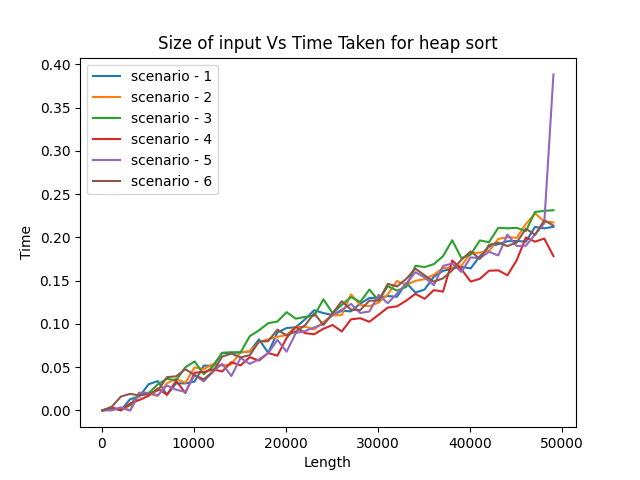 Size of input Vs Time Taken for heap sort
0.40
0.35
0.30
0.25
0.20
0.15
0.10
0.05
0.00
Time
scenario - 1
scenario - 2
scenario - 3
scenario - 4
scenario - 5
scenario - 6
0 10000 20000 30000 40000 50000
Length